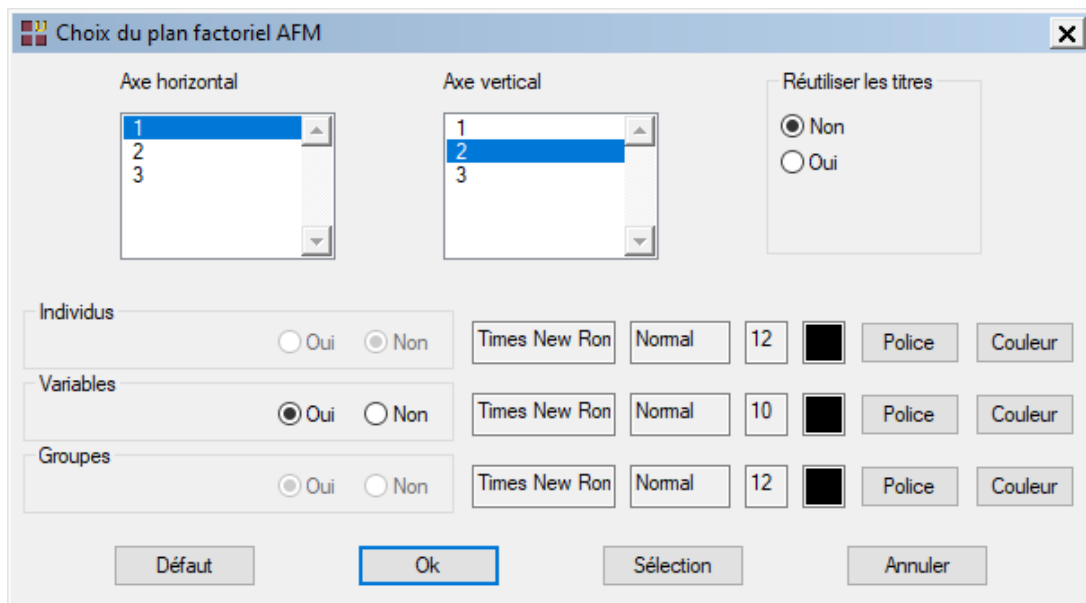 Choix du plan factoriel AFM
Axe horizontal Axe vertical Réutiliser les titres
1 1 Non
2 2 Oui
3 3
Individus
Oui Non Times New Ron Normal 12 Police Couleur
Variables
Oui Non Times New Ron Normal 10 Police Couleur
Groupes
Oui Non Times New Ron Normal 12 Police Couleur
Défaut Ok Sélection Annuler